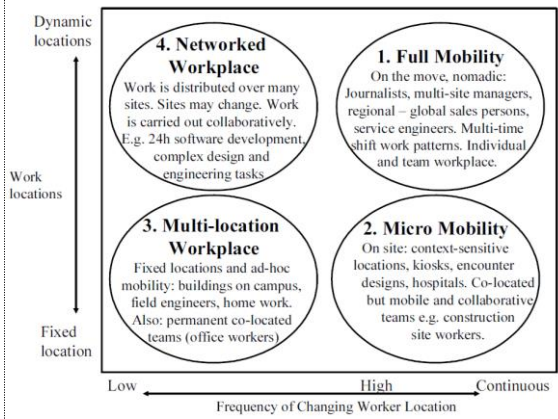 Dynamic
locations
4. Networked
Workplace
Work is distributed over many
sites. Sites may change. Work
is carried out collaboratively.
E.g. 24h software development,
complex design and
engineering tasks
1. Full Mobility
On the move, nomadic:
Journalists, multi-site managers,
regional – global sales persons,
service engineers. Multi-time
shift work patterns. Individual
and team workplace.
Work
locations
3. Multi-location
Workplace
Fixed locations and ad-hoc
mobility: buildings on campus,
field engineers, home work.
Also: permanent co-located
teams (office workers)
2. Micro Mobility
On site: context-sensitive
locations, kiosks, encounter
designs, hospitals. Co-located
but mobile and collaborative
teams e.g. construction
site workers.
Fixed
location
Low
High
Continuous
Frequency of Changing Worker Location